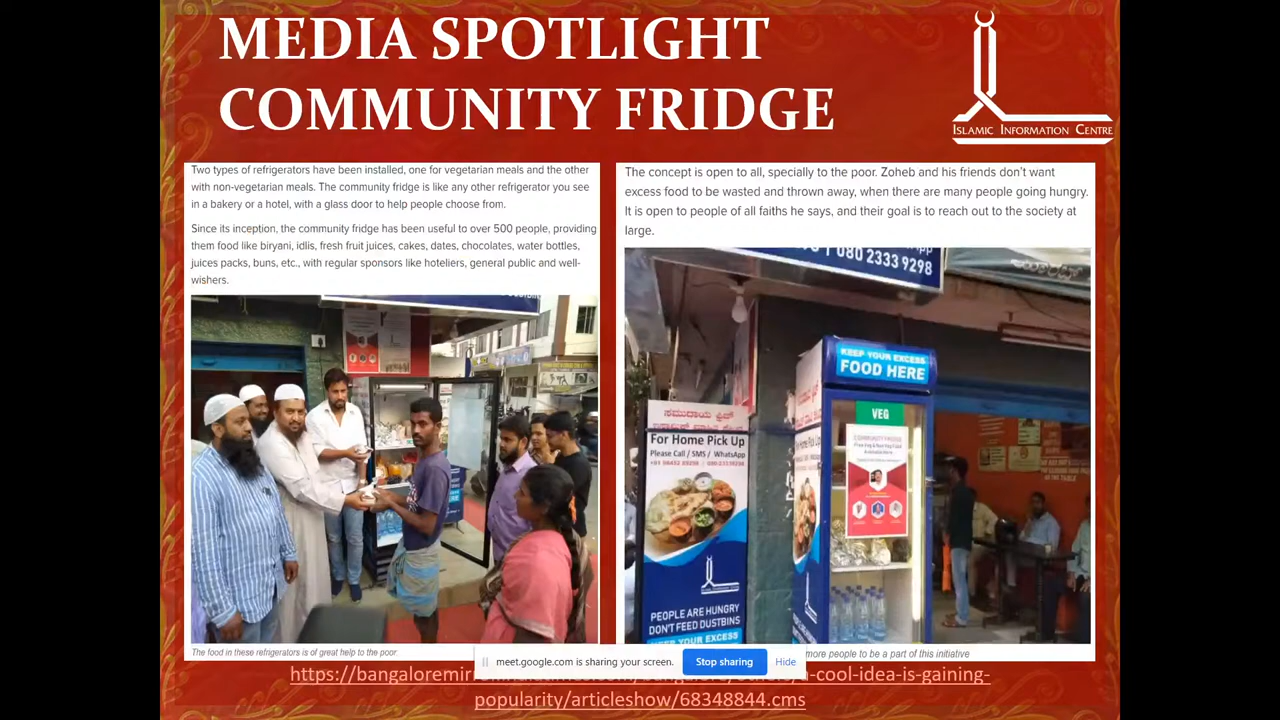 MEDIA SPOTLIGHT
COMMUNITY FRIDGE
ISLAMIC INFORMATION CENTRE
Two types of refrigerators have been installed, one for vegetarian meals and the other
with non-vegetarian meals. The community fridge is like any other refrigerator you see
in a bakery or a hotel, with a glass door to help people choose from.
Since its inception, the community fridge has been useful to over 500 people, providing
them food like biryani, idlis, fresh fruit juices, cakes, dates, chocolates, water bottles,
juices packs, buns, etc., with regular sponsors like hoteliers, general public and well-
wishers.
The food in these refrigerators is of great help to the poor
The concept is open to all, specially to the poor. Zoheb and his friends don't want
excess food to be wasted and thrown away, when there are many people going hungry.
It is open to people of all faiths he says, and their goal is to reach out to the society at
large.
080 2333 9298
KEEP YOUR EXCESS
FOOD HERE
VEG
ಸಮುದಾಯ ಫ್ರಿಜ್
For Home Pick Up
Please Call / SMS / WhatsApp
PEOPLE ARE HUNGRY
DON'T FEED DUSTBINS
KEEP YOUR EXCESS
more people to be a part of this initiative
meet.google.com is sharing your screen.
Stop sharing
Hide
https://bangaloremir
-cool-idea-is-gaining-
popularity/articleshow/68348844.cms